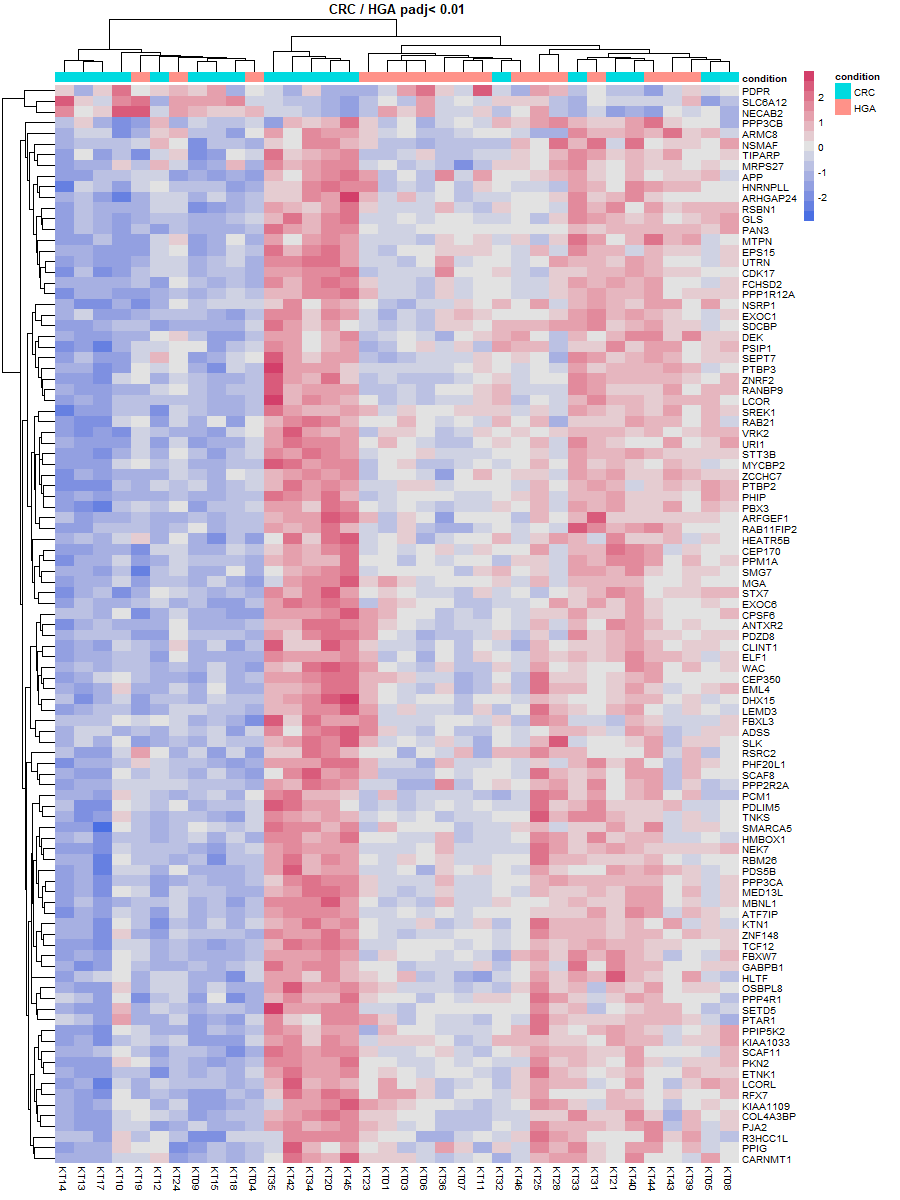 CRC / HGA padj< 0.01
condition
PDPR
SLC6A12
NECAB2
PPP3CB
ARMC8
NSMAF
TIPARP
MRPS27
APP
HNRNPLL
ARHGAP24
RSBN1
GLS
PAN3
MTPN
EPS15
UTRN
CDK17
FCHSD2
PPP1R12A
NSRP1
EXOC1
SDCBP
DEK
PSIP1
SEPT7
PTBP3
ZNRF2
RANBP9
LCOR
SREK1
RAB21
VRK2
URI1
STT3B
MYCBP2
ZCCHC7
PTBP2
PHIP
PBX3
ARFGEF1
RAB11FIP2
HEATR5B
CEP170
PPM1A
SMG7
MGA
STX7
EXOC6
CPSF6
ANTXR2
PDZD8
CLINT1
ELF1
WAC
CEP350
EML4
DHX15
LEMD3
FBXL3
ADSS
SLK
RSRC2
PHF20L1
SCAF8
PPP2R2A
PCM1
PDLIM5
TNKS
SMARCA5
HMBOX1
NEK7
RBM26
PDS5B
PPP3CA
MED13L
MBNL1
ATF7IP
KTN1
ZNF148
TCF12
FBXW7
GABPB1
HLTF
OSBPL8
PPP4R1
SETD5
PTAR1
PPIP5K2
KIAA1033
SCAF11
PKN2
ETNK1
LCORL
RFX7
KIAA1109
COL4A3BP
PJA2
R3HCC1L
PPIG
CARNMT1
KT14
KT13
KT17
KT10
KT19
KT12
KT24
KT09
KT15
KT18
KT04
KT35
KT42
KT34
KT20
KT45
KT23
KT01
KT03
KT06
KT36
KT07
KT11
KT32
KT46
KT25
KT28
KT33
KT31
KT21
KT40
KT44
KT43
KT39
KT05
KT08
2
1
0
-1
-2
condition
CRC
HGA